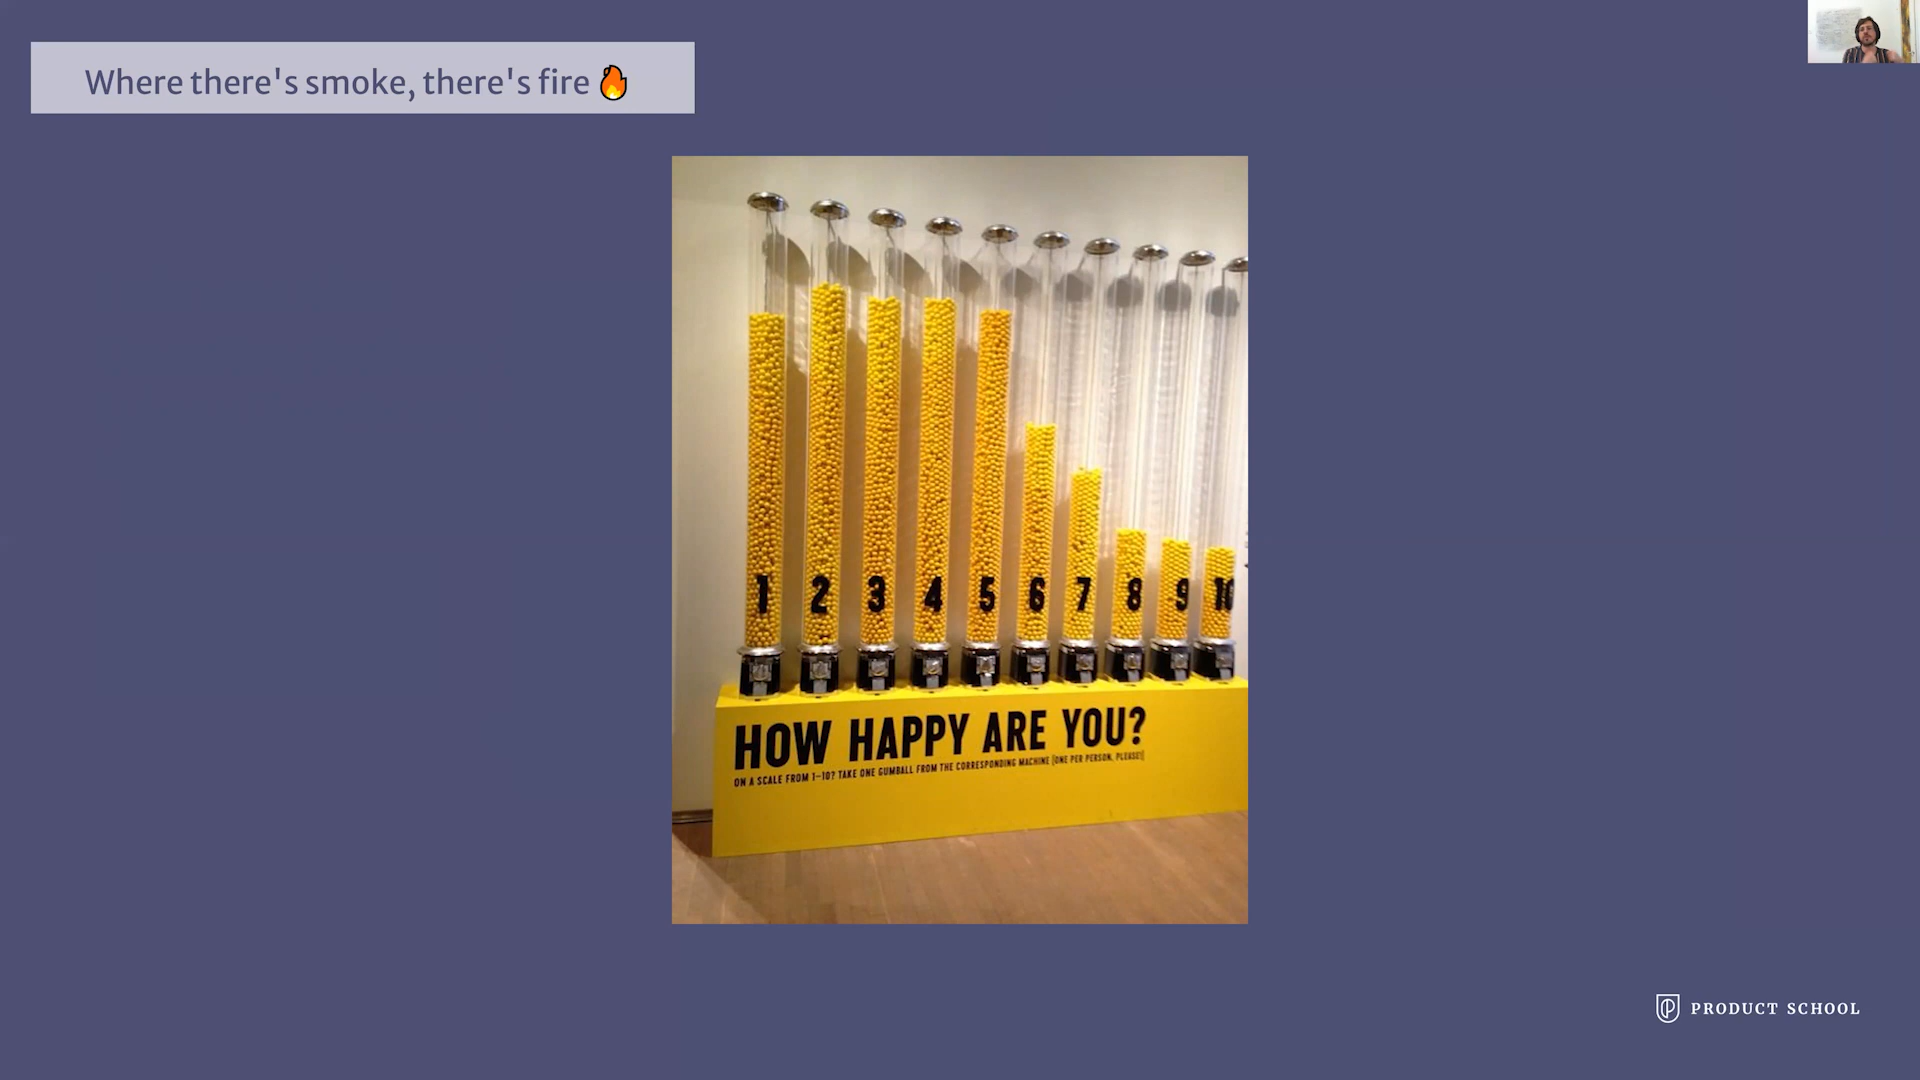 Where there's smoke, there's fire🔥
1 2 3 4 5 6 7 8 9 10
HOW HAPPY ARE YOU?
ON A SCALE FROM 1-10? TAKE ONE GUMBALL FROM THE CORRESPONDING MACHINE (ONE PER PERSON, PLEASE!)
PRODUCT SCHOOL